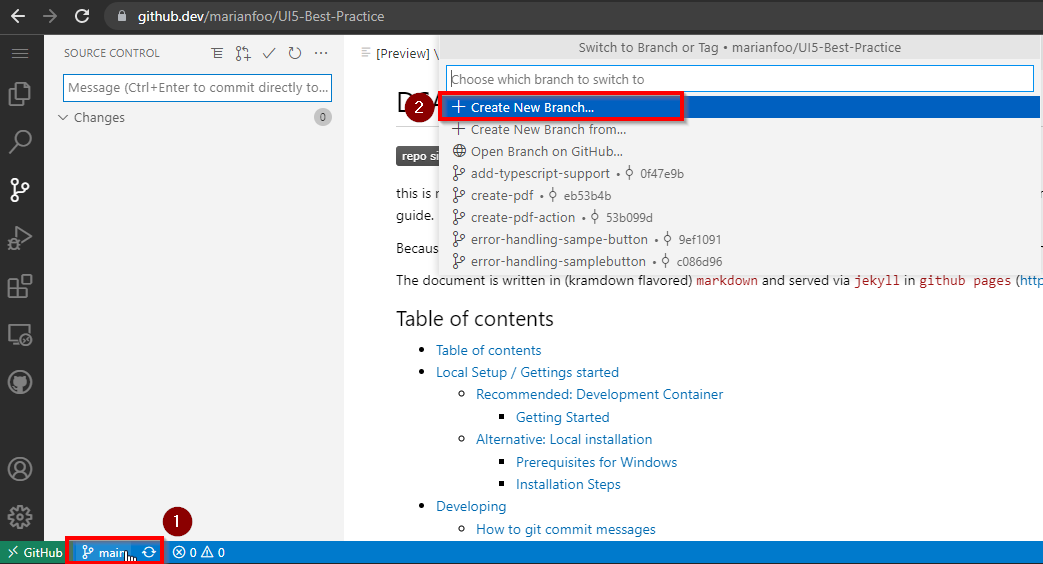 github.dev/marianfoo/UI5-Best-Practice
SOURCE CONTROL
Message (Ctrl+Enter to commit directly to...
Changes
0
[Preview] \
Switch to Branch or Tag • marianfoo/UI5-Best-Practice
Choose which branch to switch to
2
Create New Branch...
Create New Branch from...
Open Branch on GitHub...
add-typescript-support • 0f47e9b
create-pdf • eb53b4b
create-pdf-action • 53b099d
error-handling-sampe-button • 9ef1091
error-handling-samplebutton • c086d96
repo si
this is
guide.
Becaus
The document is written in (kramdown flavored) markdown and served via jekyll in github pages (http
Table of contents
• Table of contents
• Local Setup / Gettings started
Recommended: Development Container
Getting Started
Alternative: Local installation
Prerequisites for Windows
Installation Steps
• Developing
How to git commit messages
1
GitHub main 0 0